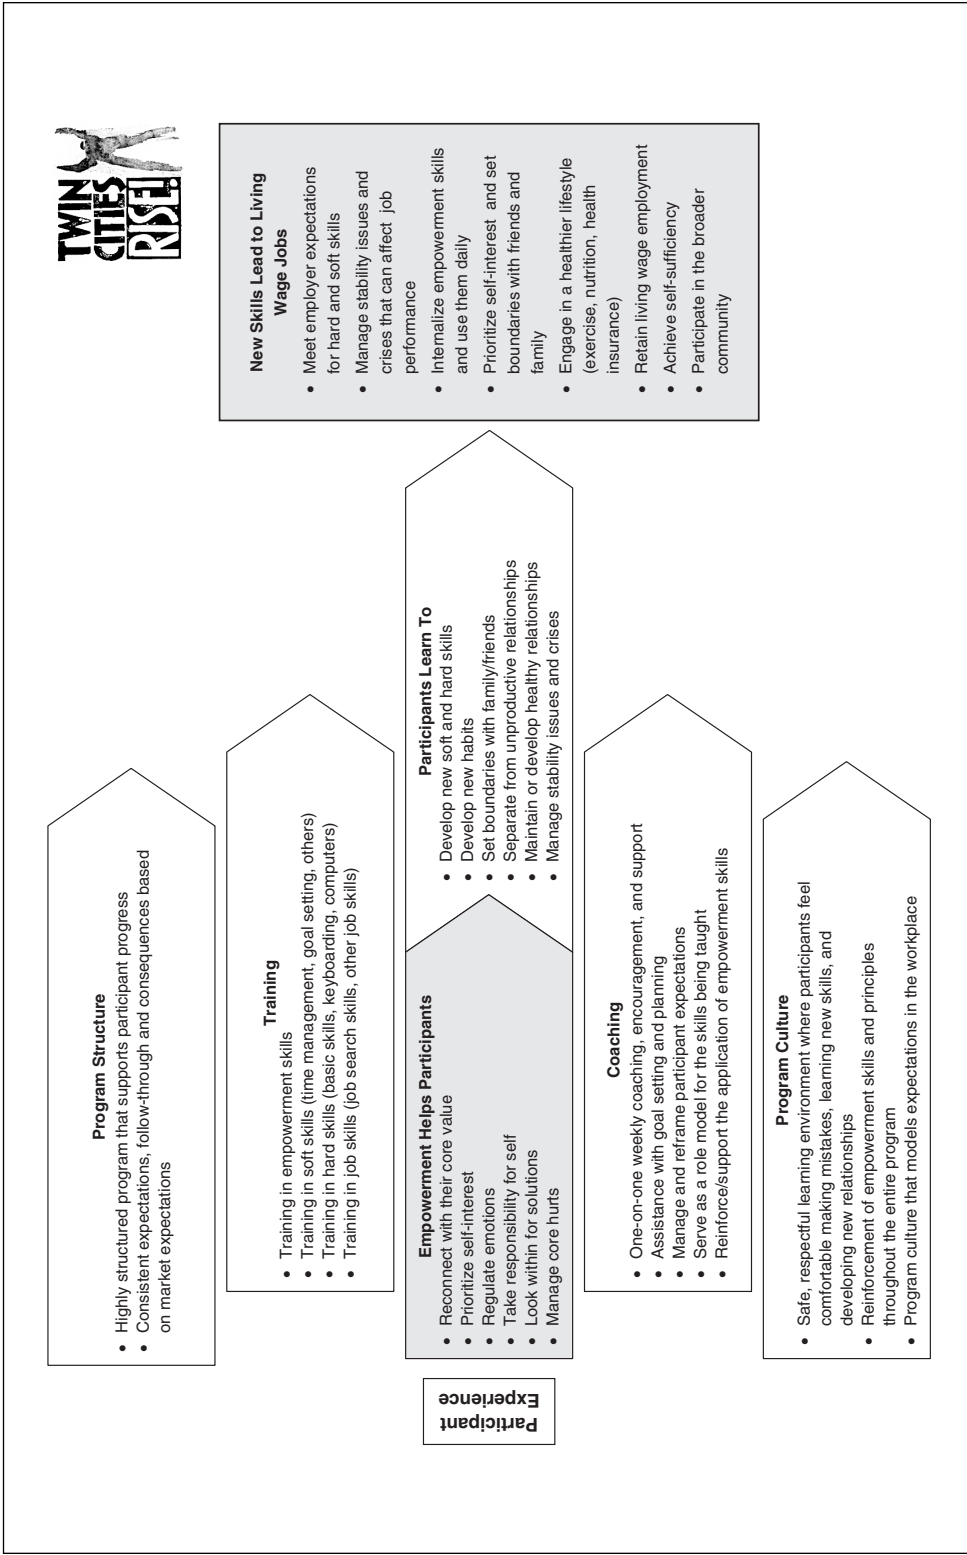 TWIN
CITIES
RISE!
Program Structure
• Highly structured program that supports participant progress
• Consistent expectations, follow-through and consequences based
on market expectations
Training
• Training in empowerment skills
• Training in soft skills (time management, goal setting, others)
• Training in hard skills (basic skills, keyboarding, computers)
• Training in job skills (job search skills, other job skills)
Participant
Experience
Empowerment Helps Participants
• Reconnect with their core value
• Prioritize self-interest
• Regulate emotions
• Take responsibility for self
• Look within for solutions
• Manage core hurts
Participants Learn To
• Develop new soft and hard skills
• Develop new habits
• Set boundaries with family/friends
• Separate from unproductive relationships
• Maintain or develop healthy relationships
• Manage stability issues and crises
Coaching
• One-on-one weekly coaching, encouragement, and support
• Assistance with goal setting and planning
• Manage and reframe participant expectations
• Serve as a role model for the skills being taught
• Reinforce/support the application of empowerment skills
Program Culture
• Safe, respectful learning environment where participants feel
comfortable making mistakes, learning new skills, and
developing new relationships
• Reinforcement of empowerment skills and principles
throughout the entire program
• Program culture that models expectations in the workplace
New Skills Lead to Living
Wage Jobs
• Meet employer expectations
for hard and soft skills
• Manage stability issues and
crises that can affect job
performance
• Internalize empowerment skills
and use them daily
• Prioritize self-interest and set
boundaries with friends and
family
• Engage in a healthier lifestyle
(exercise, nutrition, health
insurance)
• Retain living wage employment
• Achieve self-sufficiency
• Participate in the broader
community